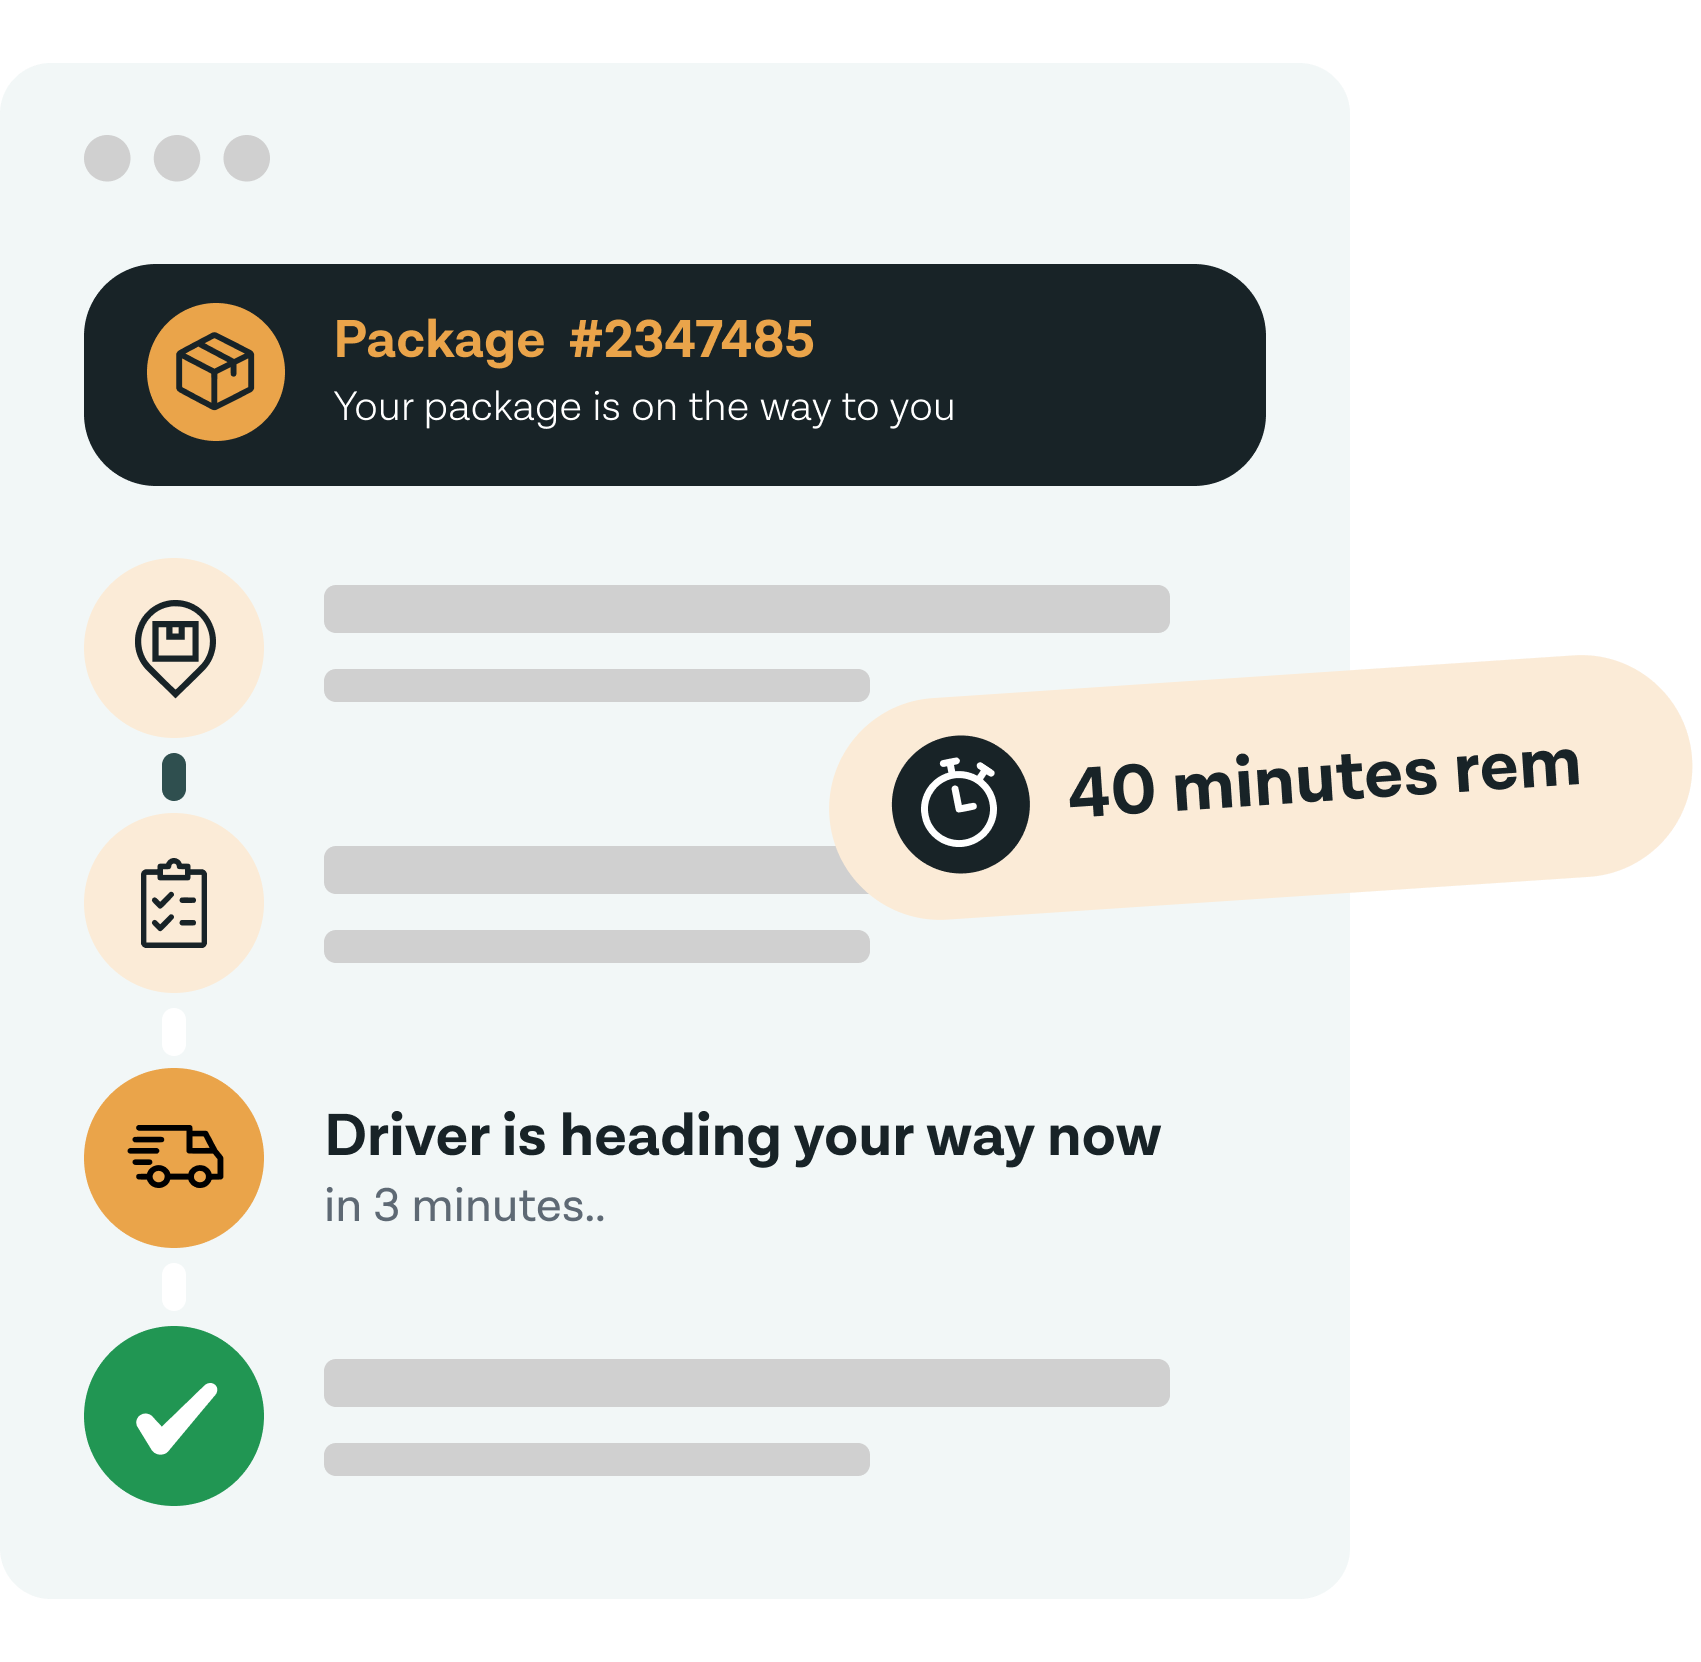 Package #2347485
Your package is on the way to you
40 minutes rem
Driver is heading your way now
in 3 minutes..